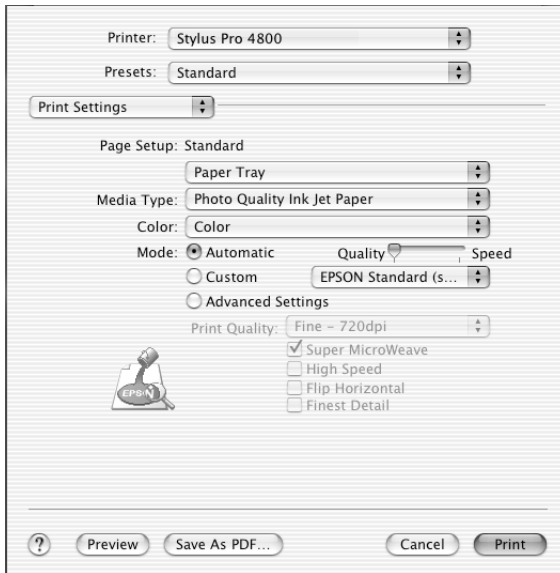 Printer: Stylus Pro 4800
Presets: Standard
Print Settings
Page Setup: Standard
Paper Tray
Media Type: Photo Quality Ink Jet Paper
Color: Color
Mode: Automatic Quality Speed
Custom EPSON Standard (s...
Advanced Settings
Print Quality: Fine - 720dpi
Super MicroWeave
High Speed
Flip Horizontal
Finest Detail
EPSON
? Preview Save As PDF... Cancel Print